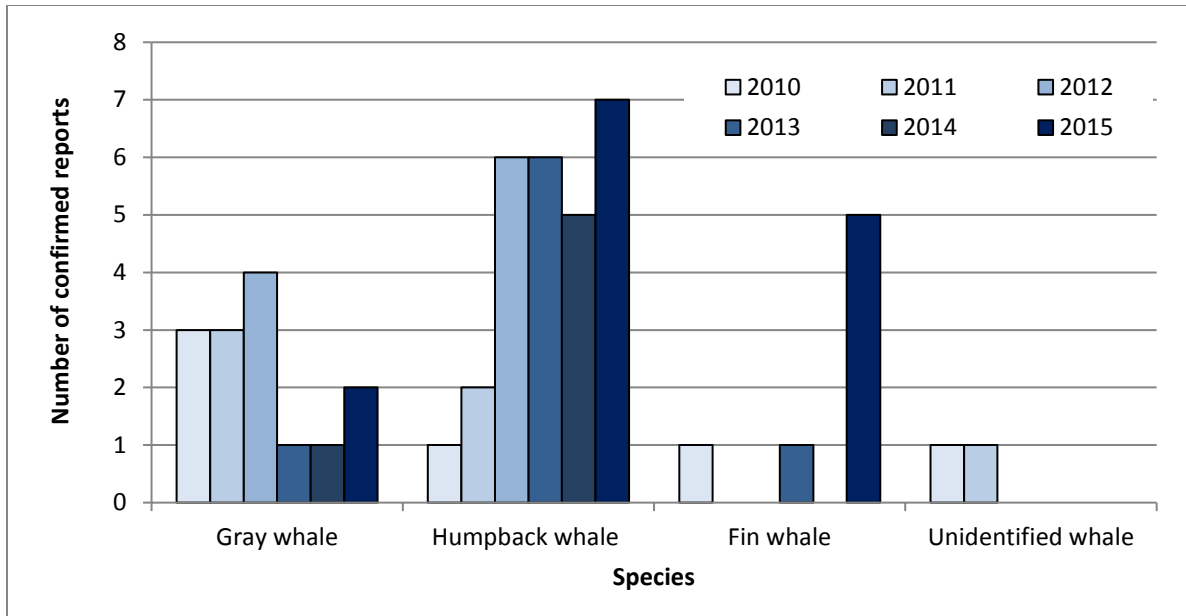 Number of confirmed reports
8
7
6
5
4
3
2
1
0
2010 2011 2012
2013 2014 2015
Gray whale Humpback whale Fin whale Unidentified whale
Species